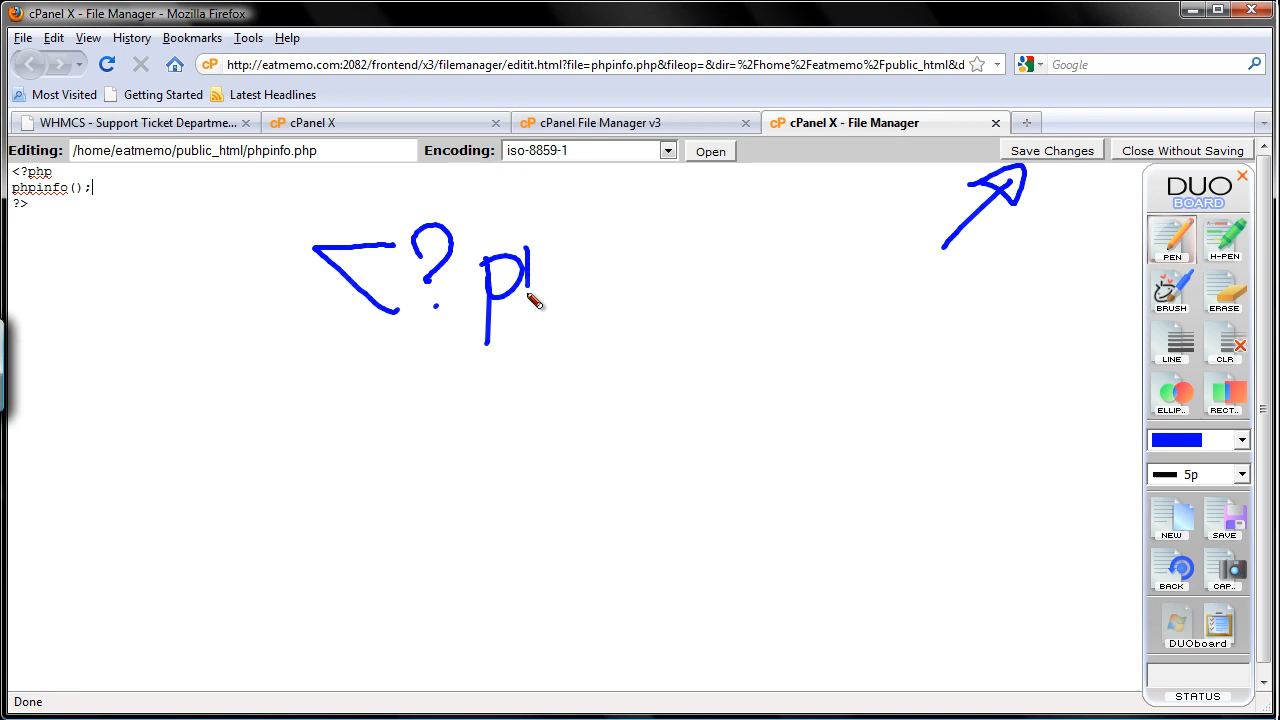 cPanel X - File Manager - Mozilla Firefox
File Edit View History Bookmarks Tools Help
http://eatmemo.com:2082/frontend/x3/filemanager/editit.html?file=phpinfo.php&fileop=&dir=%2Fhome%2Featmemo%2Fpublic_html&d
Google
Most Visited Getting Started Latest Headlines
WHMCS - Support Ticket Departme... cP cPanel X cP cPanel File Manager v3 cP cPanel X - File Manager
Editing: /home/eatmemo/public_html/phpinfo.php Encoding: iso-8859-1 Open Save Changes Close Without Saving
<?php
phpinfo();
?>
<? p
DUO
BOARD
PEN H-PEN
BRUSH ERASE
LINE CLR
ELLIP.. RECT..
5p
NEW SAVE
BACK CAP..
DUOboard
STATUS
Done